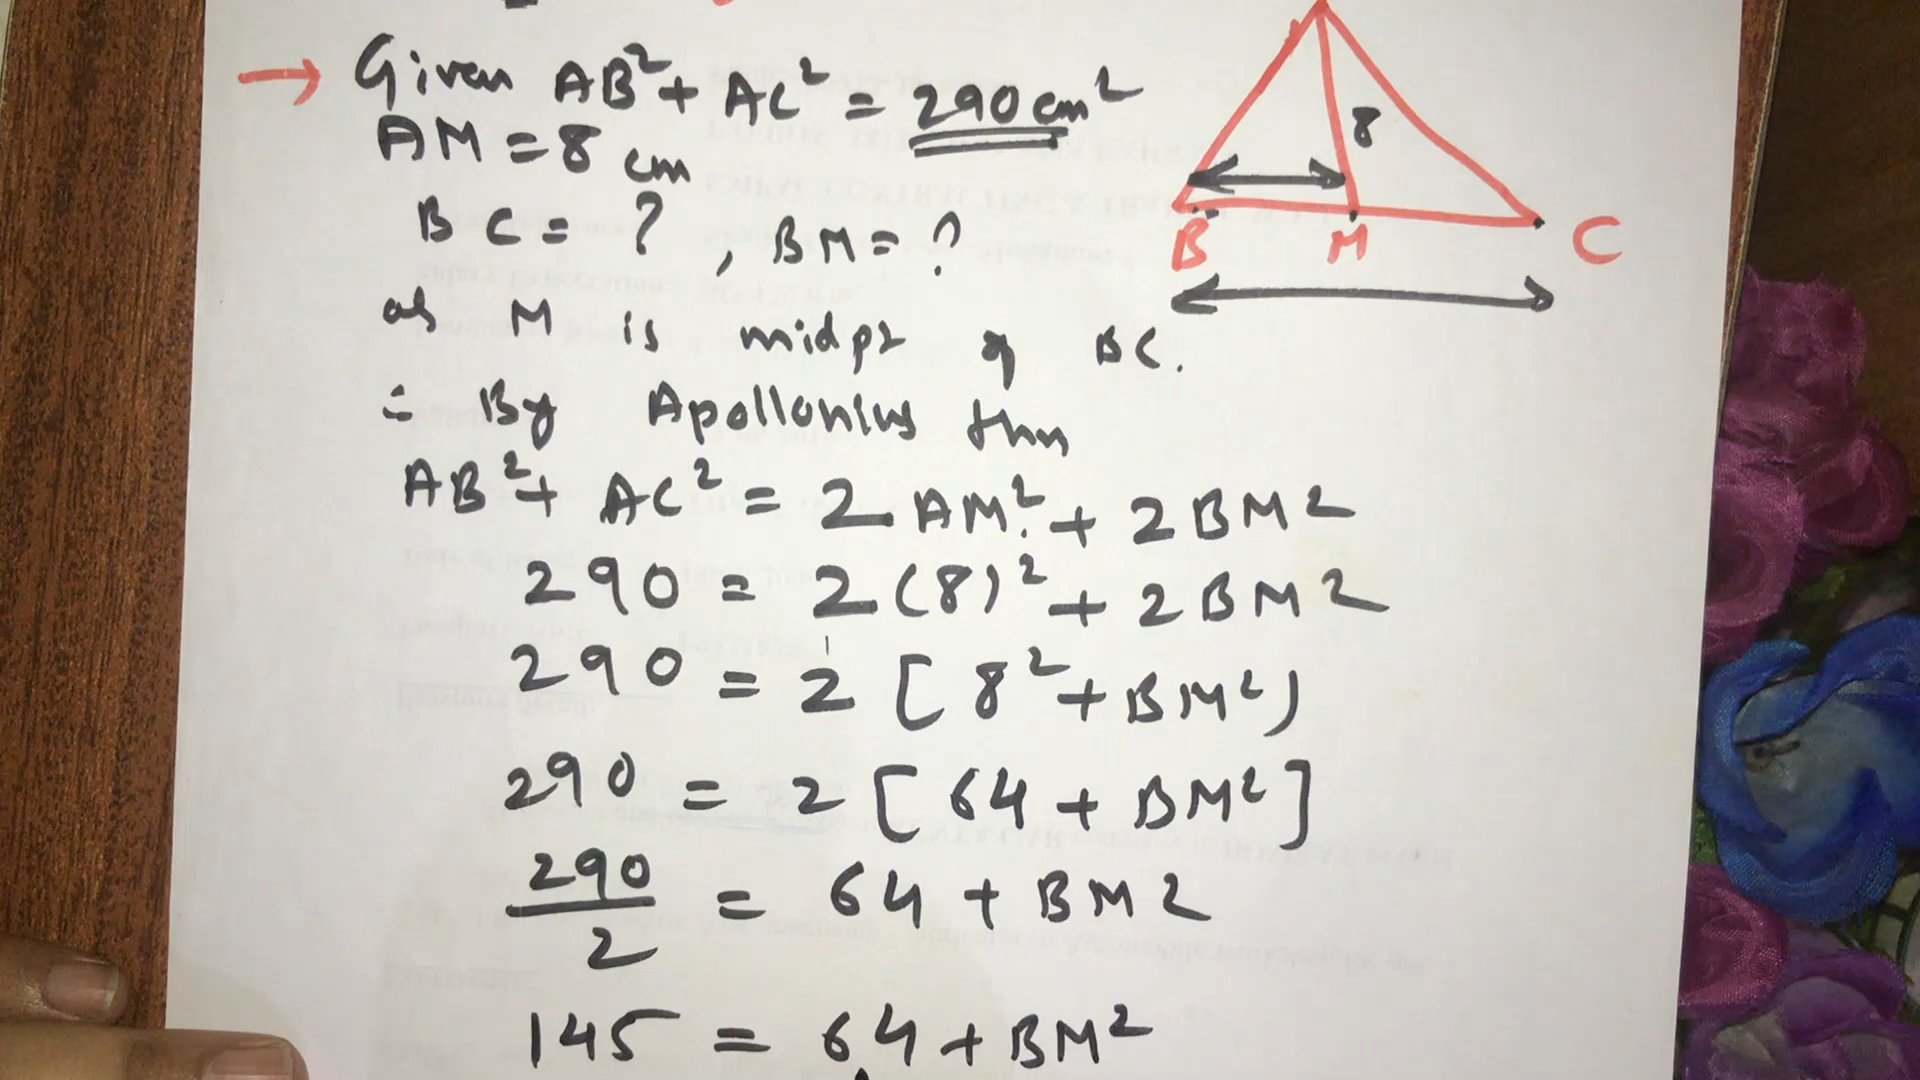 → Given AB² + AC² = 290 cm²
AM = 8 cm
BC = ? , BM = ?
as M is midpt of BC.
∴ By Apollonius thm
AB² + AC² = 2 AM² + 2BM²
290 = 2 (8)² + 2BM²
290 = 2 [ 8² + BM² )
290 = 2 [ 64 + BM² ]
290/2 = 64 + BM²
145 = 64 + BM²
8
B M C